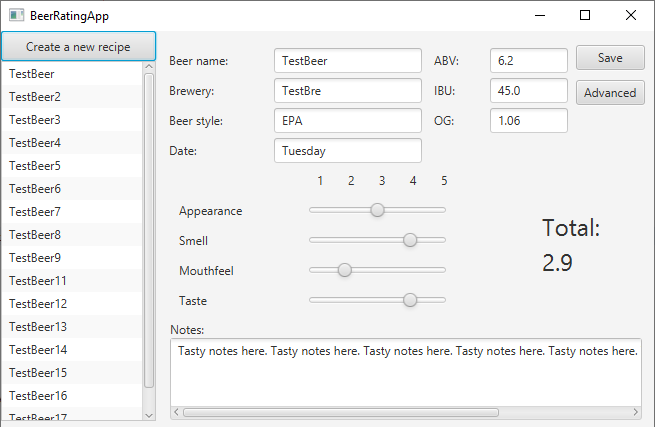 BeerRatingApp
Create a new recipe
TestBeer
TestBeer2
TestBeer3
TestBeer4
TestBeer5
TestBeer6
TestBeer7
TestBeer8
TestBeer9
TestBeer11
TestBeer12
TestBeer13
TestBeer14
TestBeer15
TestBeer16
TestBeer17
Beer name: TestBeer ABV: 6.2 Save
Brewery: TestBre IBU: 45.0 Advanced
Beer style: EPA OG: 1.06
Date: Tuesday
1 2 3 4 5
Appearance
Smell
Mouthfeel
Taste
Total:
2.9
Notes:
Tasty notes here. Tasty notes here. Tasty notes here. Tasty notes here. Tasty notes here.